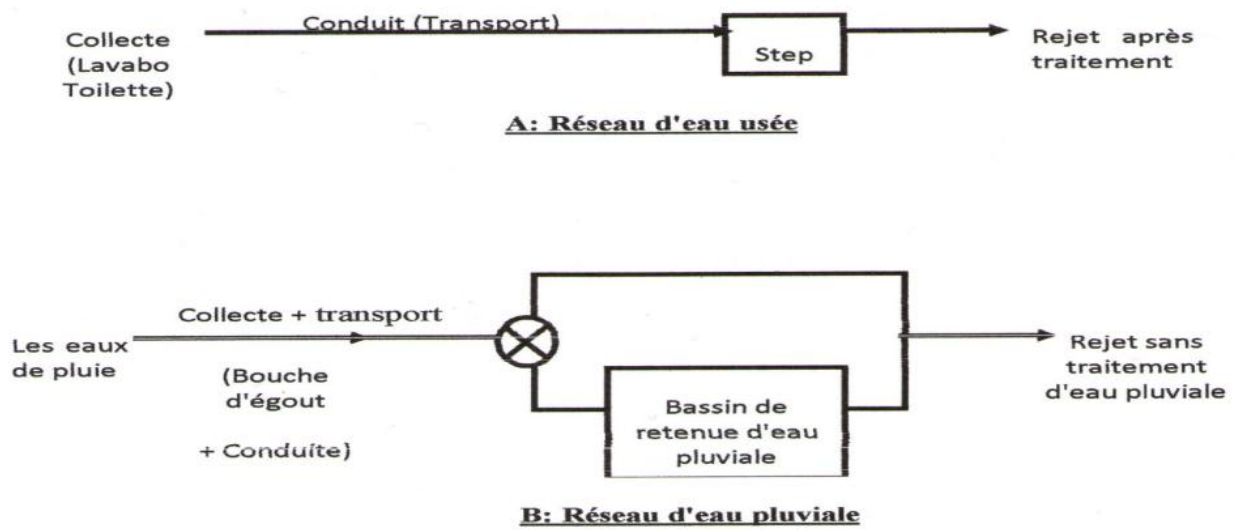 Collecte
(Lavabo
Toilette)
Conduit (Transport)
Step
Rejet après
traitement
A: Réseau d'eau usée
Les eaux
de pluie
Collecte + transport
(Bouche
d'égout
+ Conduite)
Bassin de
retenue d'eau
pluviale
Rejet sans
traitement
d'eau pluviale
B: Réseau d'eau pluviale